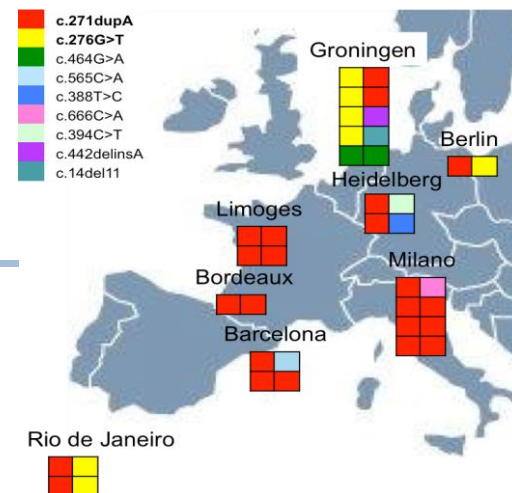 c.271dupA
c.276G>T
c.464G>A
c.565C>A
c.388T>C
c.666C>A
c.394C>T
c.442delinsA
c.14del11
Groningen
Berlin
Heidelberg
Limoges
Milano
Bordeaux
Barcelona
Rio de Janeiro